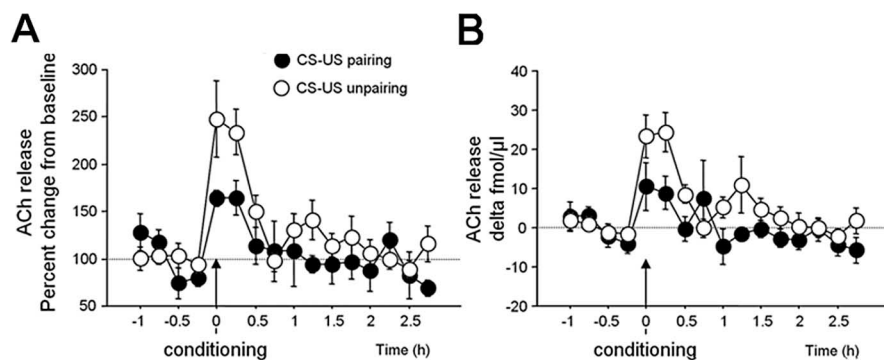 A
B
CS-US pairing
CS-US unpairing
ACh release
Percent change from baseline
300
250
200
150
100
50
-1
-0.5
0
0.5
1
1.5
2
2.5
conditioning
Time (h)
ACh release
delta fmol/µl
40
30
20
10
0
-10
-20
-1
-0.5
0
0.5
1
1.5
2
2.5
conditioning
Time (h)